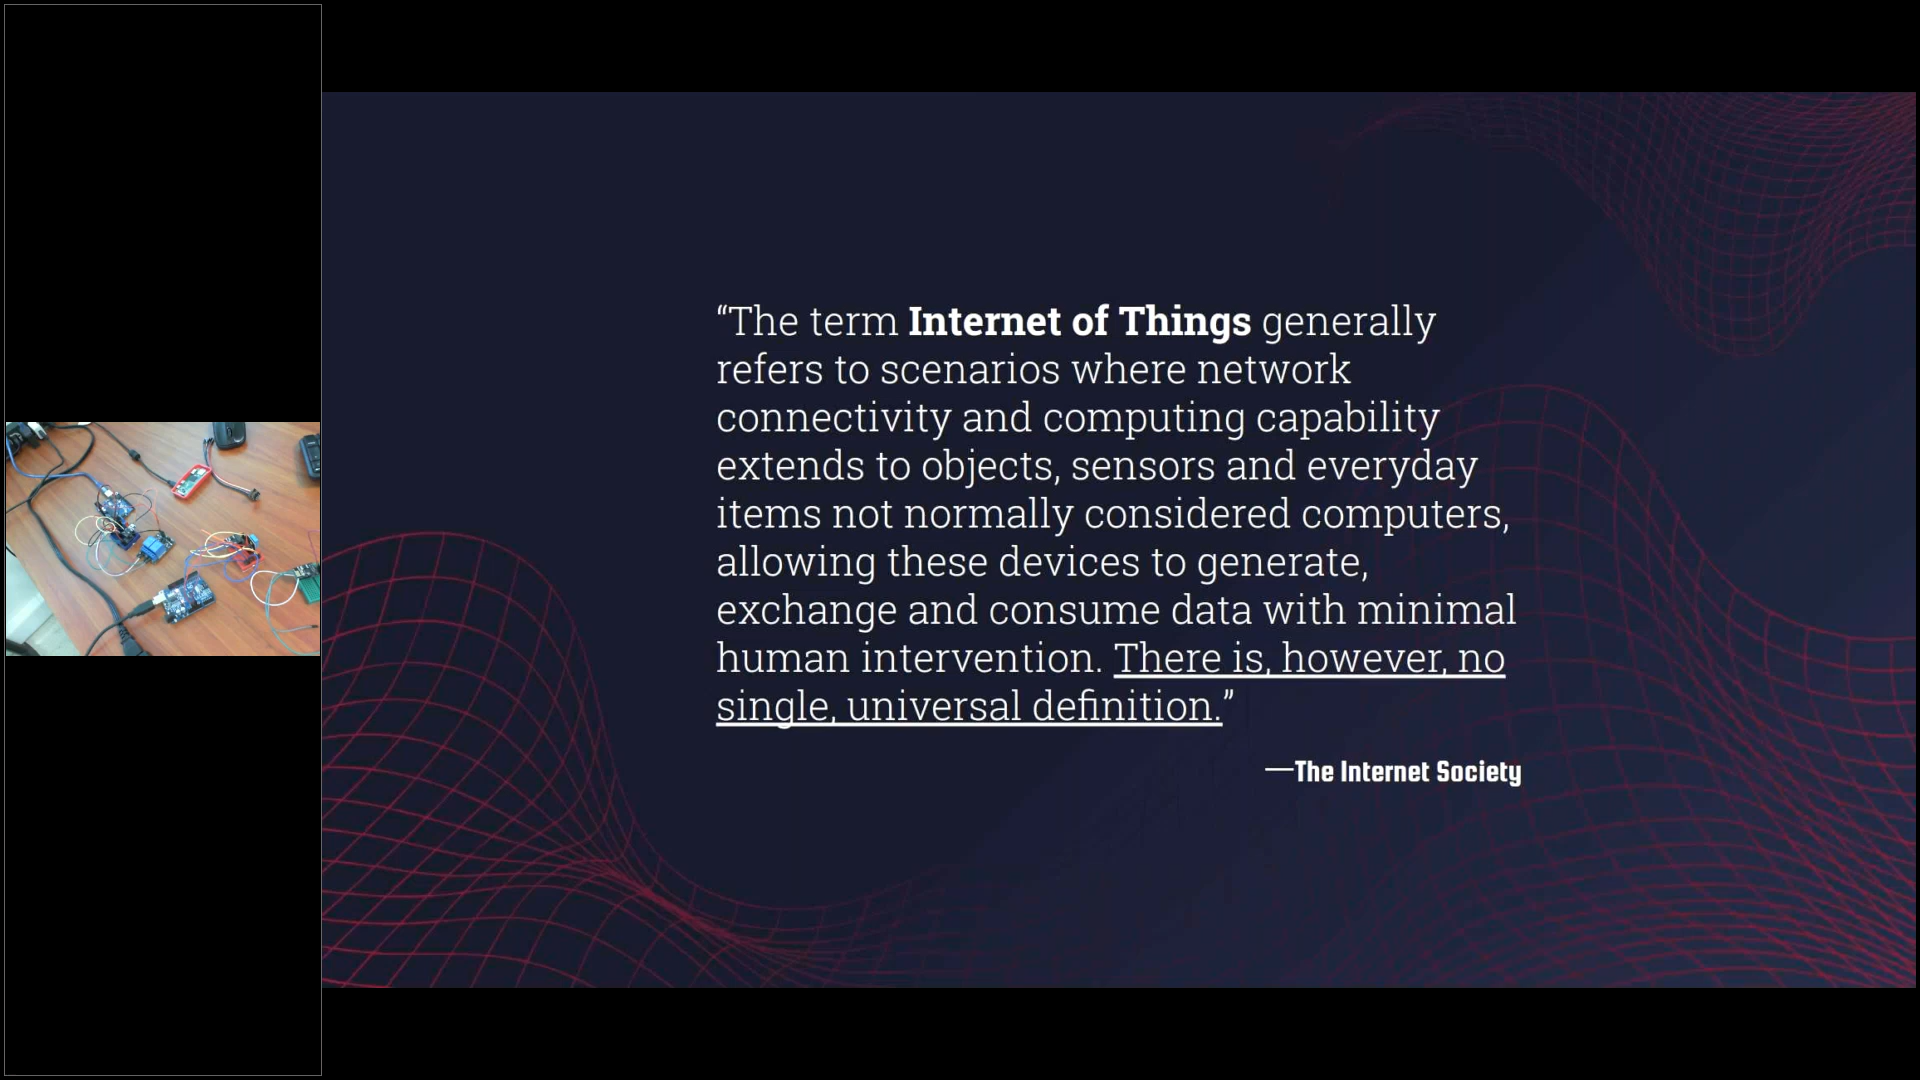 “The term Internet of Things generally
refers to scenarios where network
connectivity and computing capability
extends to objects, sensors and everyday
items not normally considered computers,
allowing these devices to generate,
exchange and consume data with minimal
human intervention. There is, however, no
single, universal definition.”
—The Internet Society